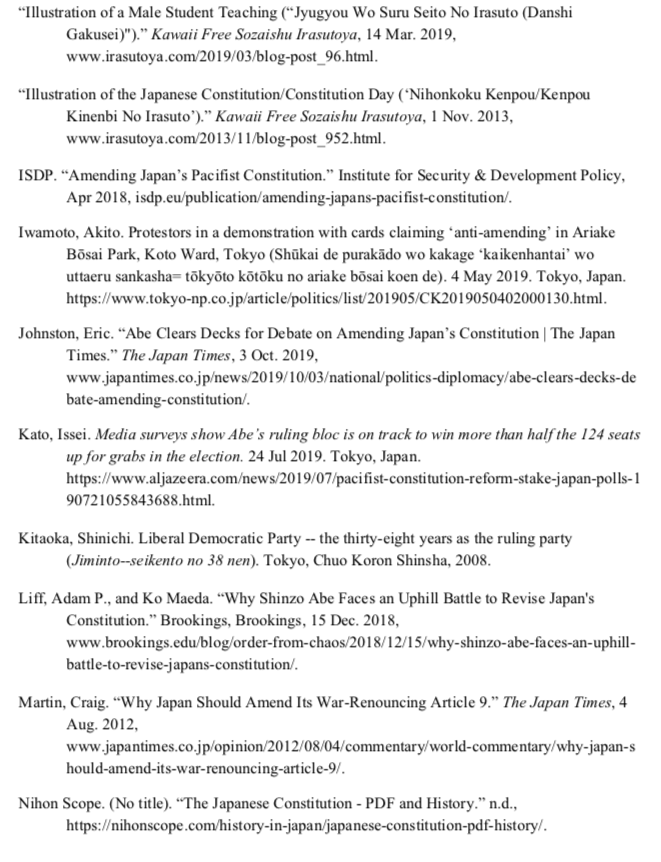 “Illustration of a Male Student Teaching (“Jyugyou Wo Suru Seito No Irasuto (Danshi
Gakusei)").” Kawaii Free Sozaishu Irasutoya, 14 Mar. 2019,
www.irasutoya.com/2019/03/blog-post_96.html.
“Illustration of the Japanese Constitution/Constitution Day (‘Nihonkoku Kenpou/Kenpou
Kinenbi No Irasuto’).” Kawaii Free Sozaishu Irasutoya, 1 Nov. 2013,
www.irasutoya.com/2013/11/blog-post_952.html.
ISDP. “Amending Japan’s Pacifist Constitution.” Institute for Security & Development Policy,
Apr 2018, isdp.eu/publication/amending-japans-pacifist-constitution/.
Iwamoto, Akito. Protestors in a demonstration with cards claiming ‘anti-amending’ in Ariake
Bōsai Park, Koto Ward, Tokyo (Shūkai de purakādo wo kakage ‘kaikenhantai’ wo
uttaeru sankasha= tōkyōto kōtōku no ariake bōsai koen de). 4 May 2019. Tokyo, Japan.
https://www.tokyo-np.co.jp/article/politics/list/201905/CK2019050402000130.html.
Johnston, Eric. “Abe Clears Decks for Debate on Amending Japan’s Constitution | The Japan
Times.” The Japan Times, 3 Oct. 2019,
www.japantimes.co.jp/news/2019/10/03/national/politics-diplomacy/abe-clears-decks-de
bate-amending-constitution/.
Kato, Issei. Media surveys show Abe’s ruling bloc is on track to win more than half the 124 seats
up for grabs in the election. 24 Jul 2019. Tokyo, Japan.
https://www.aljazeera.com/news/2019/07/pacifist-constitution-reform-stake-japan-polls-1
90721055843688.html.
Kitaoka, Shinichi. Liberal Democratic Party -- the thirty-eight years as the ruling party
(Jiminto--seikento no 38 nen). Tokyo, Chuo Koron Shinsha, 2008.
Liff, Adam P., and Ko Maeda. “Why Shinzo Abe Faces an Uphill Battle to Revise Japan's
Constitution.” Brookings, Brookings, 15 Dec. 2018,
www.brookings.edu/blog/order-from-chaos/2018/12/15/why-shinzo-abe-faces-an-uphill-
battle-to-revise-japans-constitution/.
Martin, Craig. “Why Japan Should Amend Its War-Renouncing Article 9.” The Japan Times, 4
Aug. 2012,
www.japantimes.co.jp/opinion/2012/08/04/commentary/world-commentary/why-japan-s
hould-amend-its-war-renouncing-article-9/.
Nihon Scope. (No title). “The Japanese Constitution - PDF and History.” n.d.,
https://nihonscope.com/history-in-japan/japanese-constitution-pdf-history/.